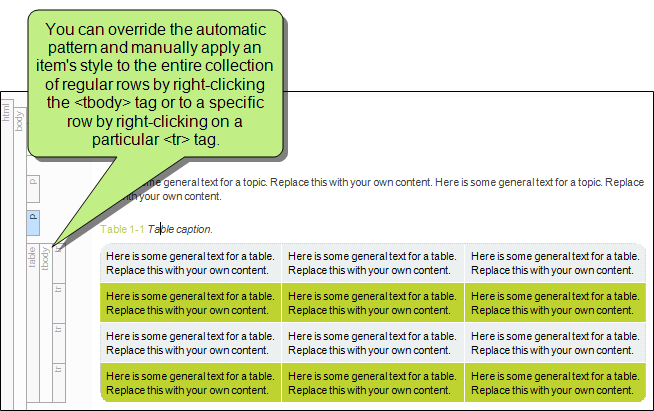 You can override the automatic
pattern and manually apply an
item's style to the entire collection
of regular rows by right-clicking
the <tbody> tag or to a specific
row by right-clicking on a
particular <tr> tag.
html
body
p
some general text for a topic. Replace this with your own content. Here is some general text for a topic. Replace
with your own content.
p
Table 1-1 Table caption.
table
tbody
tr
Here is some general text for a table. Here is some general text for a table. Here is some general text for a table.
Replace this with your own content. Replace this with your own content. Replace this with your own content.
tr
Here is some general text for a table. Here is some general text for a table. Here is some general text for a table.
Replace this with your own content. Replace this with your own content. Replace this with your own content.
tr
Here is some general text for a table. Here is some general text for a table. Here is some general text for a table.
Replace this with your own content. Replace this with your own content. Replace this with your own content.
tr
Here is some general text for a table. Here is some general text for a table. Here is some general text for a table.
Replace this with your own content. Replace this with your own content. Replace this with your own content.